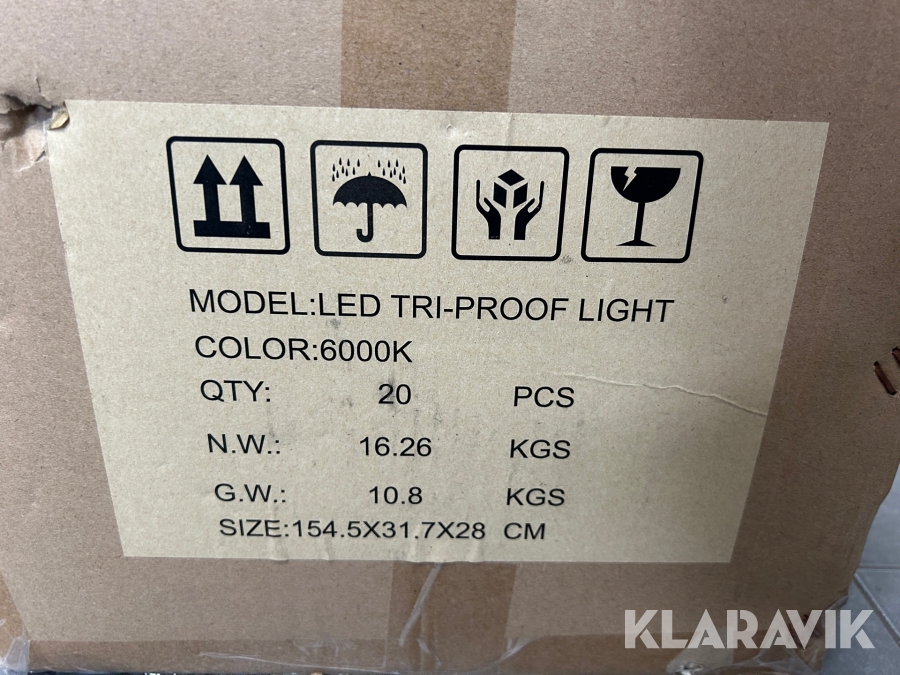 MODEL:LED TRI-PROOF LIGHT
COLOR:6000K
QTY: 20 PCS
N.W.: 16.26 KGS
G.W.: 10.8 KGS
SIZE:154.5X31.7X28 CM
KLARAVIK